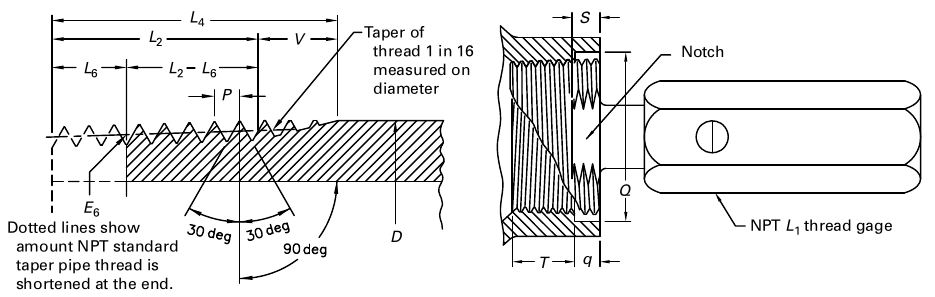 L4
L2
V
L6
L2 – L6
P
Taper of
thread 1 in 16
measured on
diameter
E6
30 deg
30 deg
90 deg
D
Dotted lines show
amount NPT standard
taper pipe thread is
shortened at the end.
S
Notch
Q
T
q
NPT L1 thread gage